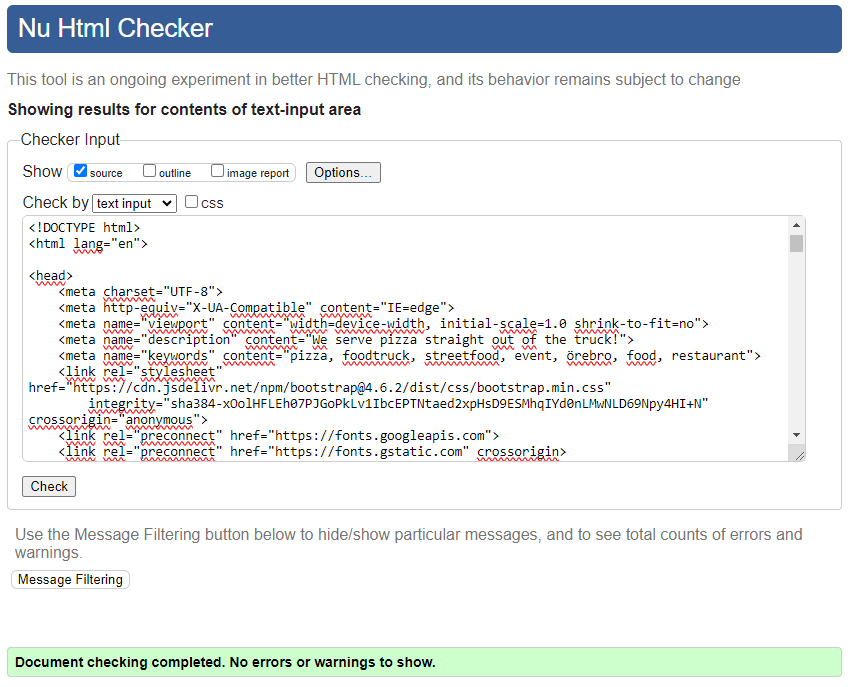 Nu Html Checker
This tool is an ongoing experiment in better HTML checking, and its behavior remains subject to change
Showing results for contents of text-input area
Checker Input
Show source outline image report Options...
Check by text input css
<!DOCTYPE html>
<html lang="en">
<head>
<meta charset="UTF-8">
<meta http-equiv="X-UA-Compatible" content="IE=edge">
<meta name="viewport" content="width=device-width, initial-scale=1.0 shrink-to-fit=no">
<meta name="description" content="We serve pizza straight out of the truck!">
<meta name="keywords" content="pizza, foodtruck, streetfood, event, örebro, food, restaurant">
<link rel="stylesheet"
href="https://cdn.jsdelivr.net/npm/bootstrap@4.6.2/dist/css/bootstrap.min.css"
integrity="sha384-xOolHFLEh07PJGoPkLv1IbcEPTNtaed2xpHsD9ESMhqIYd0nLMwNLD69Npy4HI+N"
crossorigin="anonymous">
<link rel="preconnect" href="https://fonts.googleapis.com">
<link rel="preconnect" href="https://fonts.gstatic.com" crossorigin>
Check
Use the Message Filtering button below to hide/show particular messages, and to see total counts of errors and
warnings.
Message Filtering
Document checking completed. No errors or warnings to show.